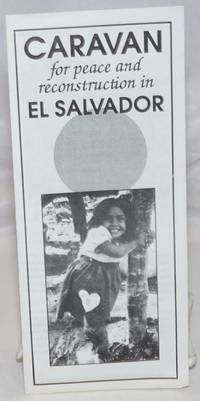 CARAVAN
for peace and
reconstruction in
EL SALVADOR